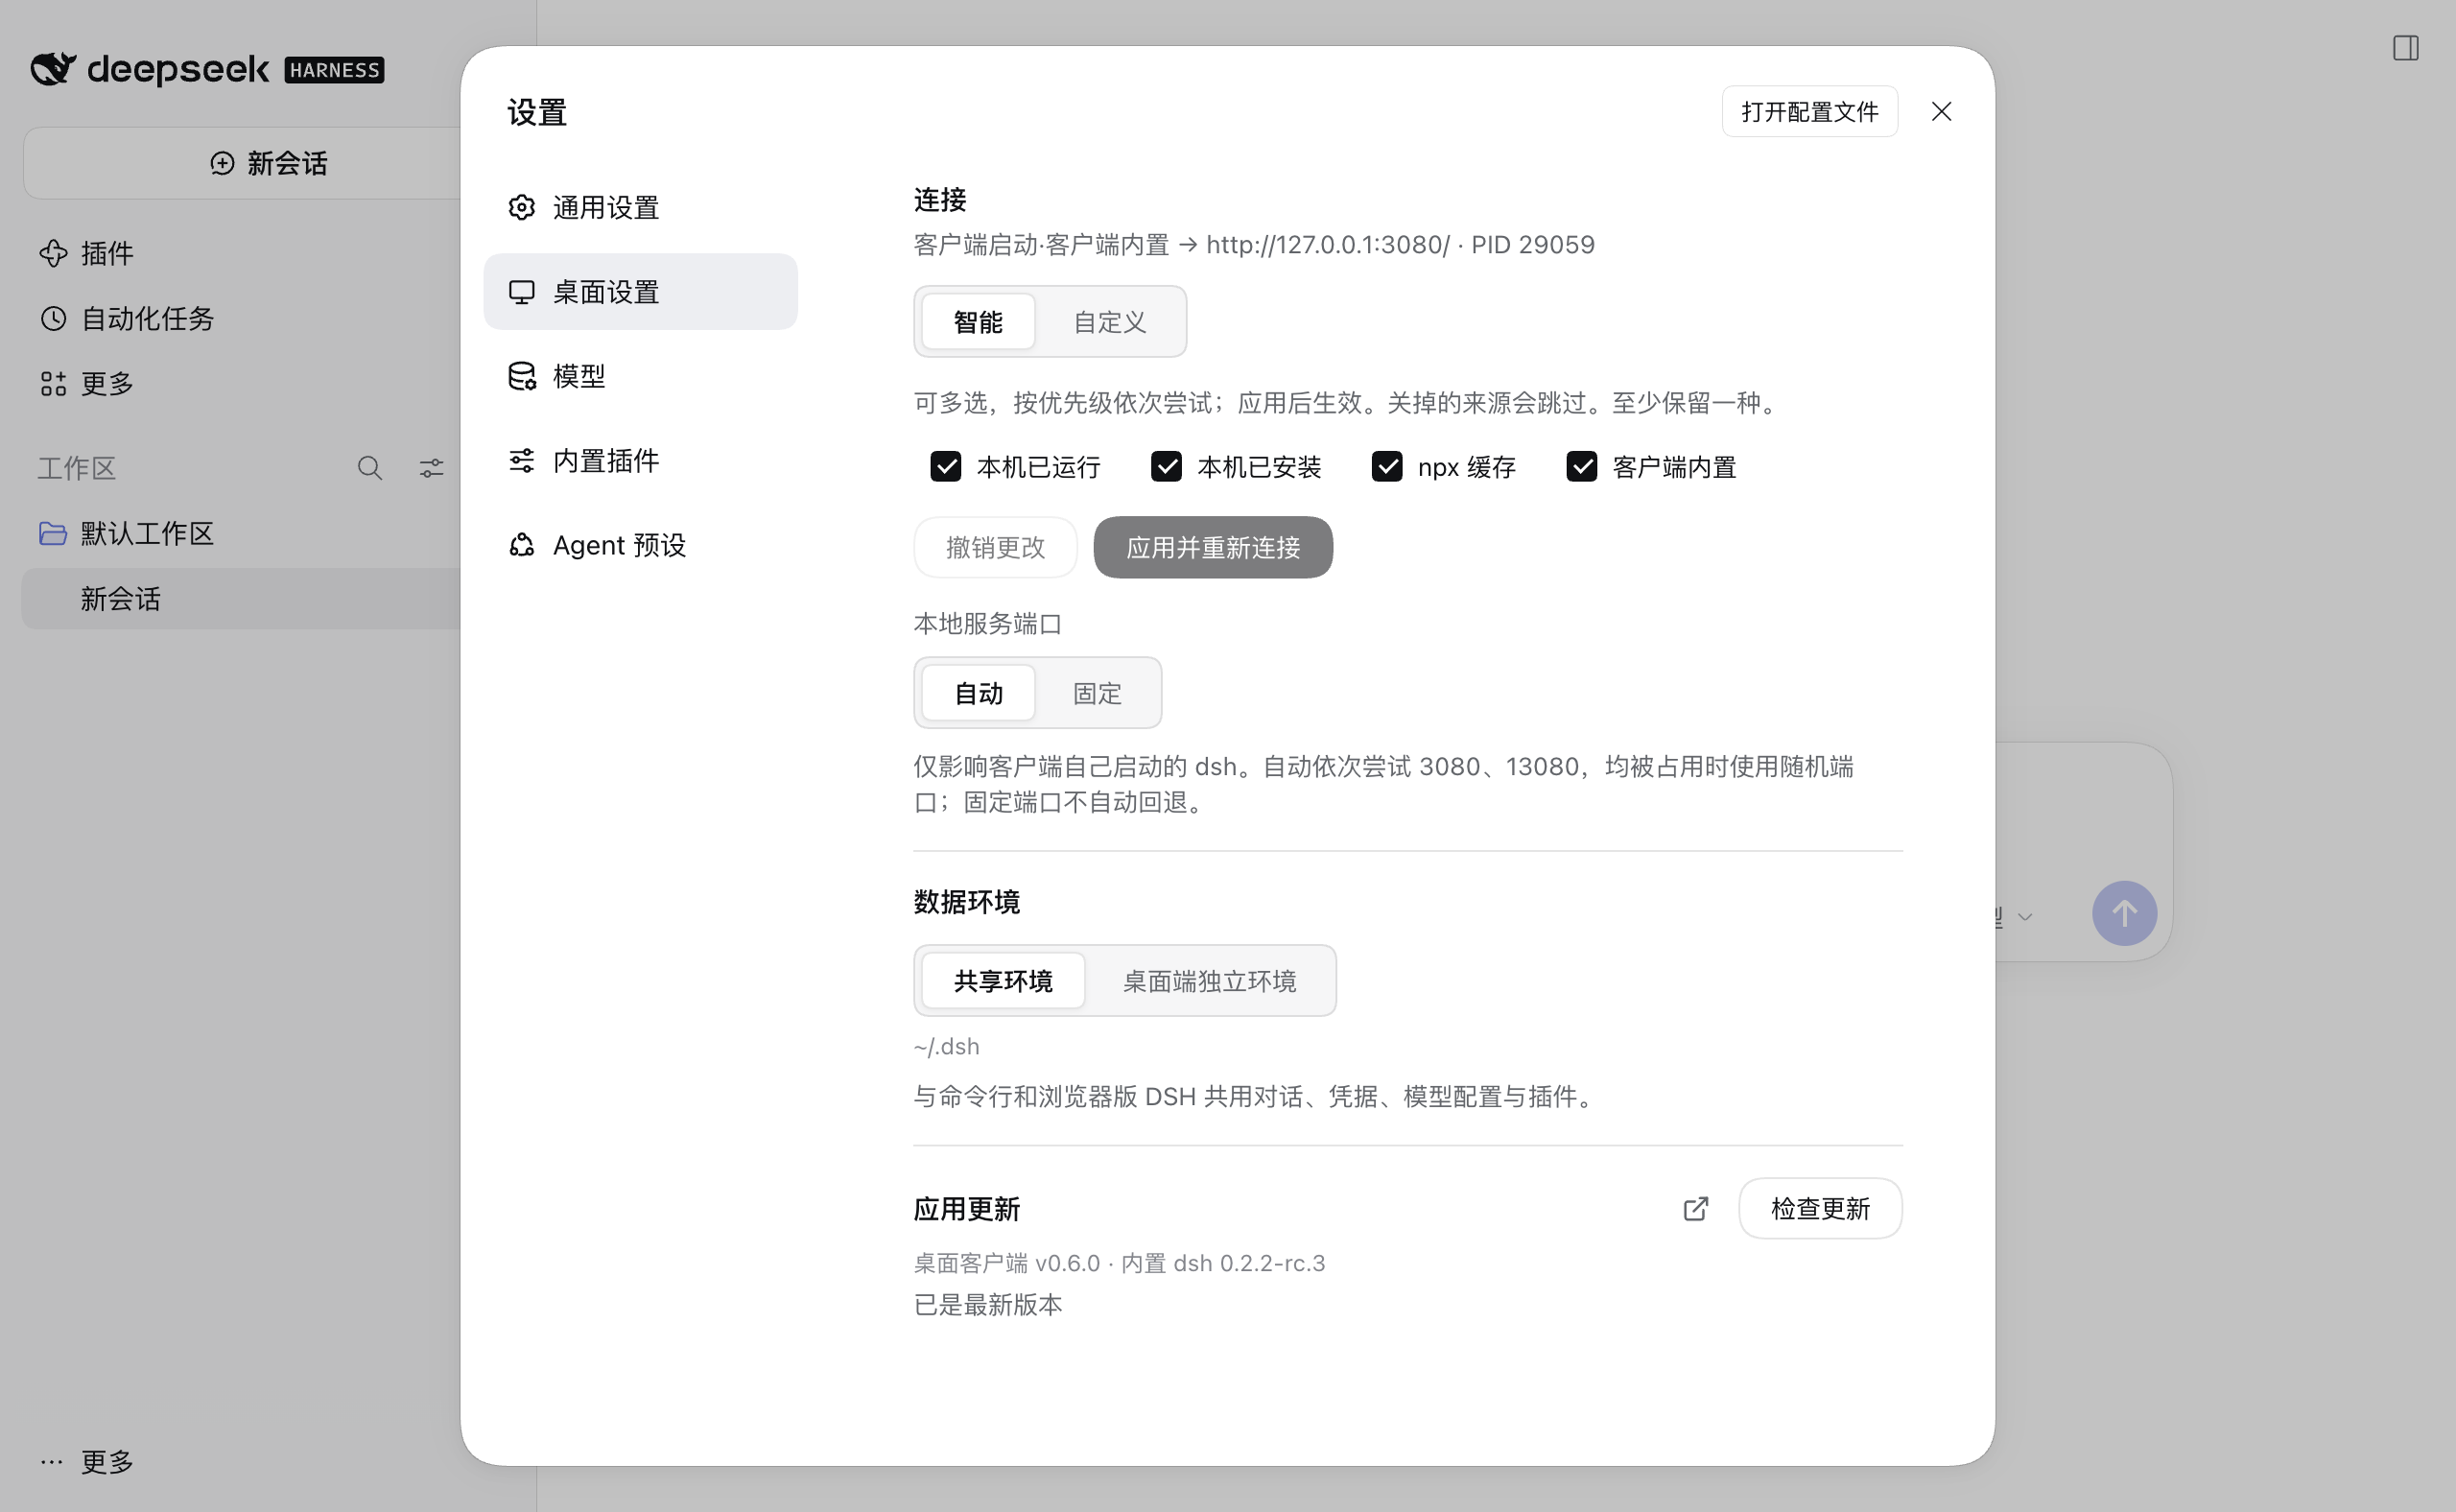 deepseek HARNESS
新会话
插件
自动化任务
更多
工作区
默认工作区
新会话
更多
设置
打开配置文件
通用设置
桌面设置
模型
内置插件
Agent 预设
连接
客户端启动·客户端内置 → http://127.0.0.1:3080/ · PID 29059
智能 自定义
可多选，按优先级依次尝试；应用后生效。关掉的来源会跳过。至少保留一种。
本机已运行 本机已安装 npx 缓存 客户端内置
撤销更改 应用并重新连接
本地服务端口
自动 固定
仅影响客户端自己启动的 dsh。自动依次尝试 3080、13080，均被占用时使用随机端
口；固定端口不自动回退。
数据环境
共享环境 桌面端独立环境
~/.dsh
与命令行和浏览器版 DSH 共用对话、凭据、模型配置与插件。
应用更新
检查更新
桌面客户端 v0.6.0 · 内置 dsh 0.2.2-rc.3
已是最新版本